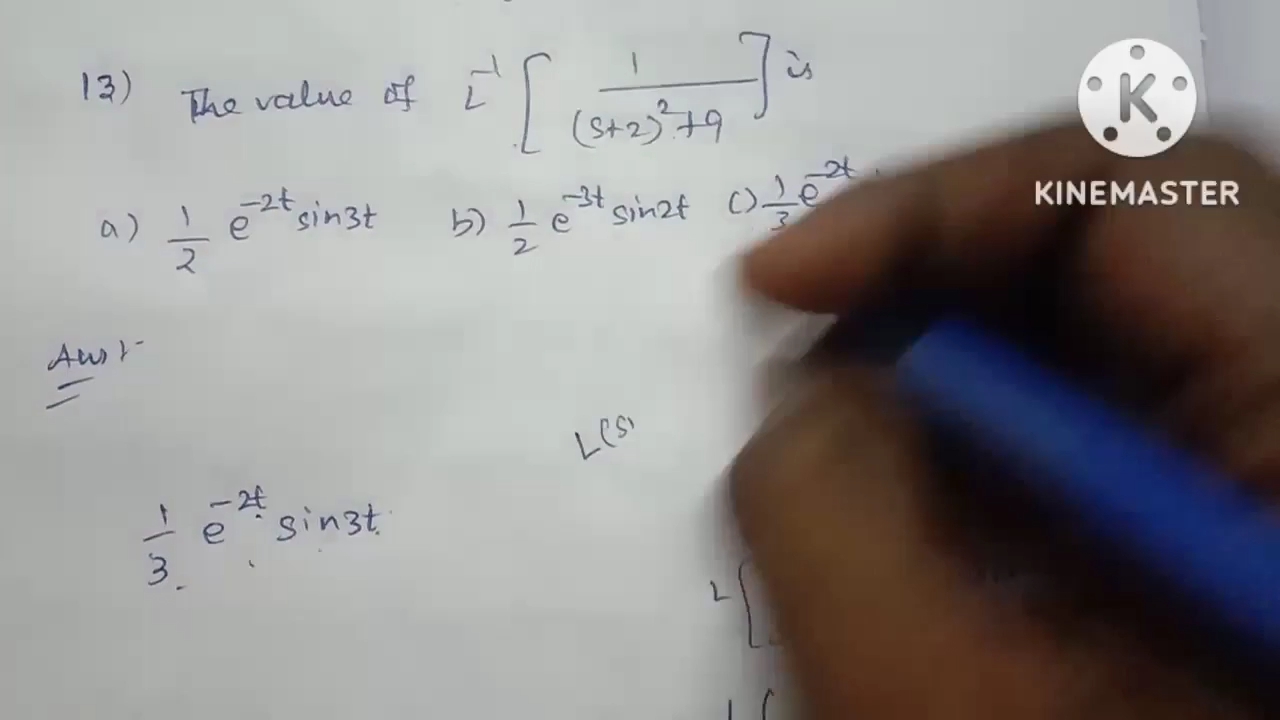 13) The value of L⁻¹ [ 1 / (s+2)² + 9 ] is
a) 1/2 e^-2t sin3t b) 1/2 e^-3t sin2t c) 1/3 e^-2t
Ans:-
L(s)
1/3 e^-2t sin3t
L[
L[
K
KINEMASTER